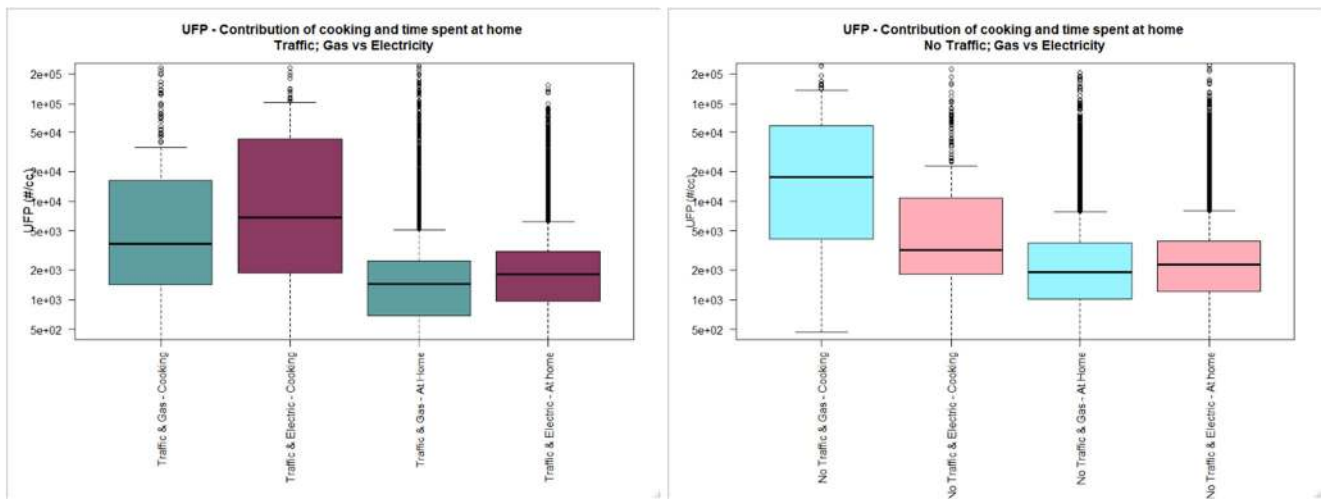 UFP - Contribution of cooking and time spent at home
Traffic; Gas vs Electricity
UFP (#/cc)
2e+05
1e+05
5e+04
2e+04
1e+04
5e+03
2e+03
1e+03
5e+02
Traffic & Gas - Cooking
Traffic & Electric - Cooking
Traffic & Gas - At Home
Traffic & Electric - At home
UFP - Contribution of cooking and time spent at home
No Traffic; Gas vs Electricity
UFP (#/cc)
2e+05
1e+05
5e+04
2e+04
1e+04
5e+03
2e+03
1e+03
5e+02
No Traffic & Gas - Cooking
No Traffic & Electric - Cooking
No Traffic & Gas - At Home
No Traffic & Electric - At home